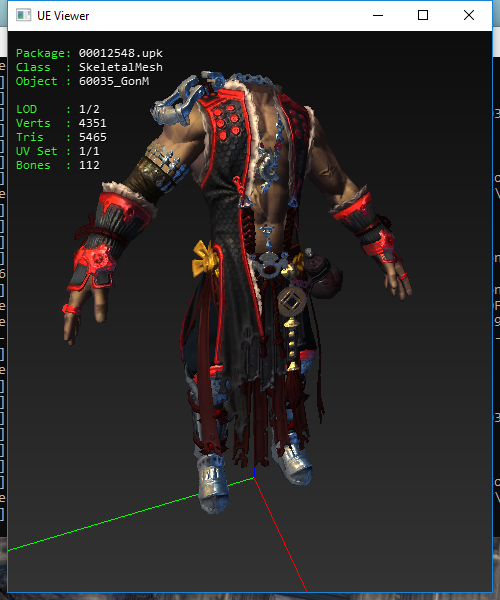 UE Viewer
Package: 00012548.upk
Class : SkeletalMesh
Object : 60035_GonM
LOD : 1/2
Verts : 4351
Tris : 5465
UV Set : 1/1
Bones : 112